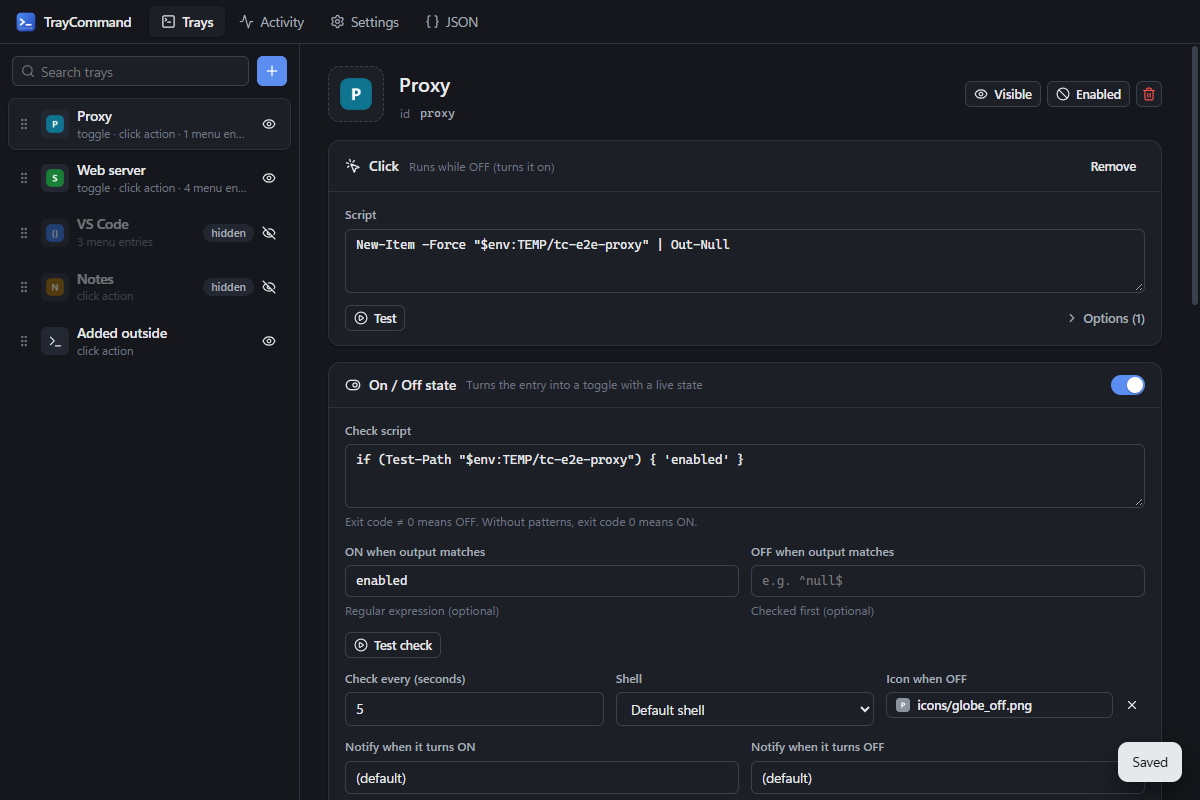 TrayCommand
Trays
Activity
Settings
{ } JSON
Search trays
P
Proxy
toggle · click action · 1 menu en...
S
Web server
toggle · click action · 4 menu en...
VS Code
3 menu entries
hidden
N
Notes
click action
hidden
Added outside
click action
P
Proxy
id proxy
Visible
Enabled
Click Runs while OFF (turns it on)
Remove
Script
New-Item -Force "$env:TEMP/tc-e2e-proxy" | Out-Null
Test
Options (1)
On / Off state Turns the entry into a toggle with a live state
Check script
if (Test-Path "$env:TEMP/tc-e2e-proxy") { 'enabled' }
Exit code ≠ 0 means OFF. Without patterns, exit code 0 means ON.
ON when output matches
OFF when output matches
enabled
e.g. ^null$
Regular expression (optional)
Checked first (optional)
Test check
Check every (seconds)
Shell
Icon when OFF
5
Default shell
P icons/globe_off.png
Notify when it turns ON
Notify when it turns OFF
(default)
(default)
Saved